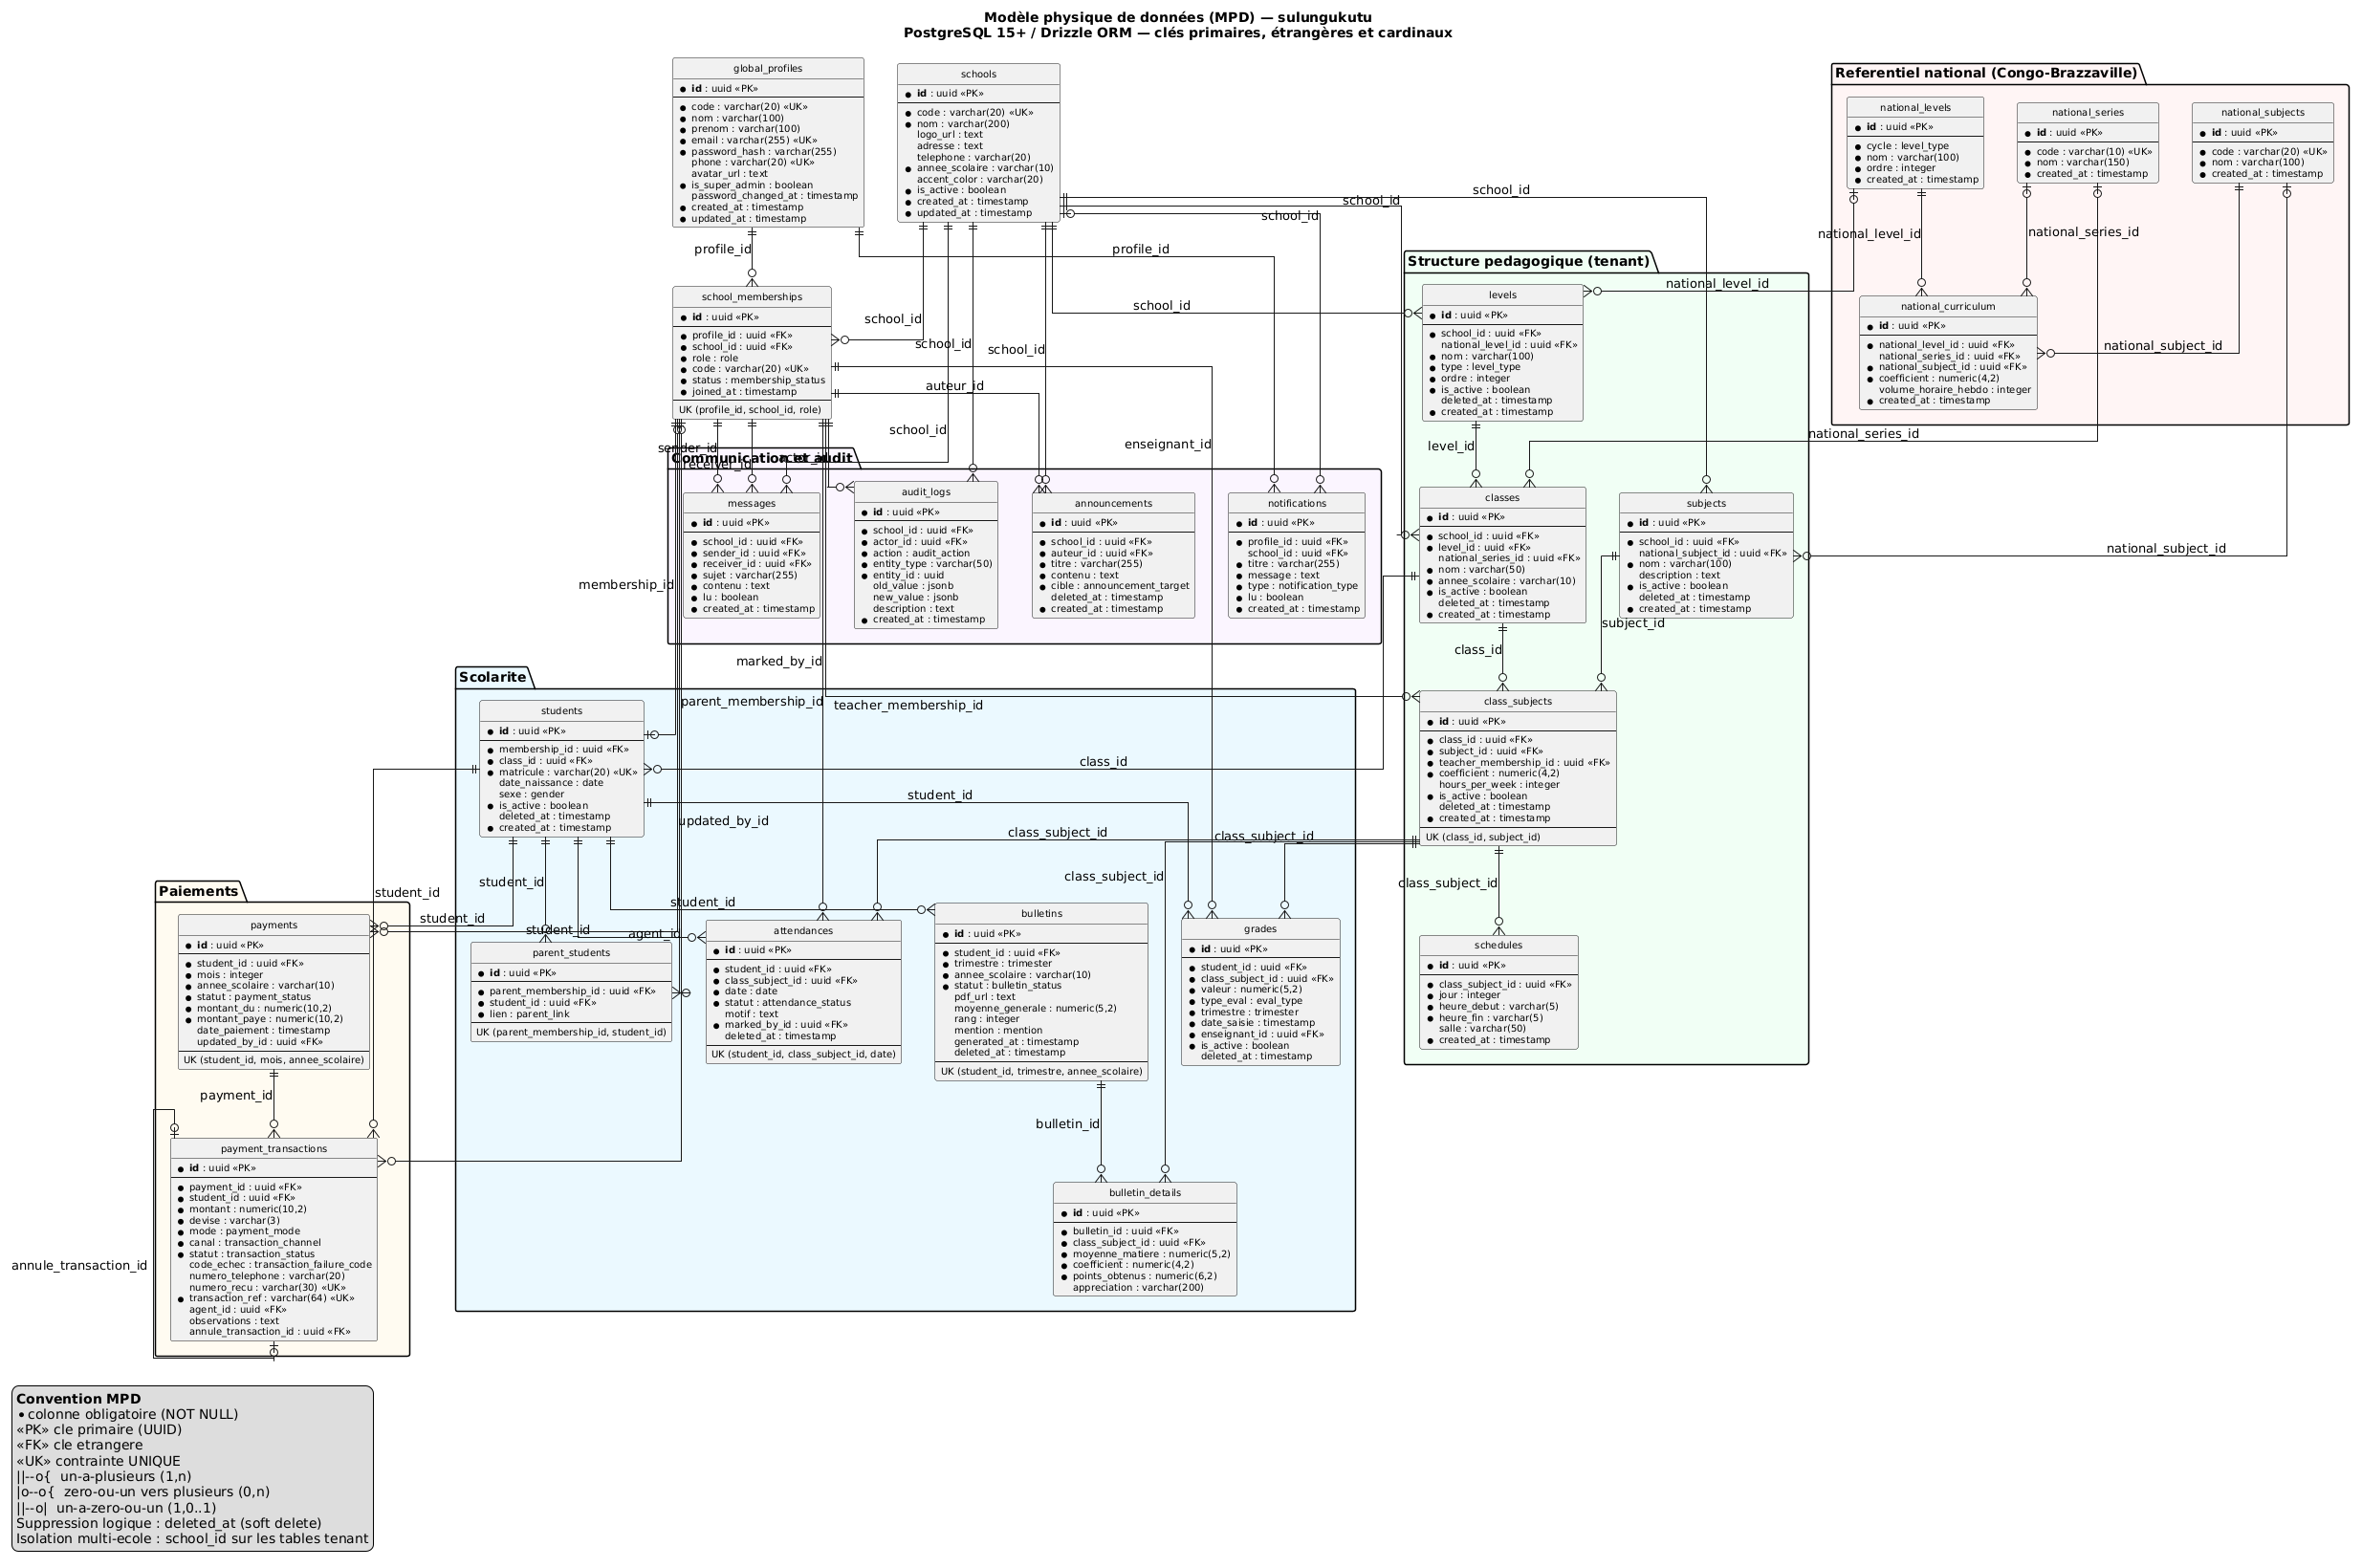 Modèle physique de données (MPD) — sulungukutu
PostgreSQL 15+ / Drizzle ORM — clés primaires, étrangères et cardinaux
global_profiles
● id : uuid «PK»
● code : varchar(20) «UK»
● nom : varchar(100)
● prenom : varchar(100)
● email : varchar(255) «UK»
● password_hash : varchar(255)
phone : varchar(20) «UK»
avatar_url : text
● is_super_admin : boolean
password_changed_at : timestamp
● created_at : timestamp
● updated_at : timestamp
schools
● id : uuid «PK»
● code : varchar(20) «UK»
● nom : varchar(200)
logo_url : text
adresse : text
telephone : varchar(20)
● annee_scolaire : varchar(10)
accent_color : varchar(20)
● is_active : boolean
● created_at : timestamp
● updated_at : timestamp
Referentiel national (Congo-Brazzaville)
national_levels
● id : uuid «PK»
● cycle : level_type
● nom : varchar(100)
● ordre : integer
● created_at : timestamp
national_series
● id : uuid «PK»
● code : varchar(10) «UK»
● nom : varchar(150)
● created_at : timestamp
national_subjects
● id : uuid «PK»
● code : varchar(20) «UK»
● nom : varchar(100)
● created_at : timestamp
school_id
school_id
school_id
national_level_id
national_series_id
profile_id
profile_id
national_level_id
school_id
school_id
school_id
school_id
national_subject_id
school_memberships
● id : uuid «PK»
● profile_id : uuid «FK»
● school_id : uuid «FK»
● role : role
● code : varchar(20) «UK»
● status : membership_status
● joined_at : timestamp
UK (profile_id, school_id, role)
Structure pedagogique (tenant)
levels
● id : uuid «PK»
● school_id : uuid «FK»
national_level_id : uuid «FK»
● nom : varchar(100)
● type : level_type
● ordre : integer
● is_active : boolean
deleted_at : timestamp
● created_at : timestamp
national_curriculum
● id : uuid «PK»
● national_level_id : uuid «FK»
national_series_id : uuid «FK»
● national_subject_id : uuid «FK»
● coefficient : numeric(4,2)
volume_horaire_hebdo : integer
● created_at : timestamp
auteur_id
school_id
enseignant_id
level_id
national_series_id
sender_id
receiver_id
actor_id
Communication et audit
messages
● id : uuid «PK»
● school_id : uuid «FK»
● sender_id : uuid «FK»
● receiver_id : uuid «FK»
● sujet : varchar(255)
● contenu : text
● lu : boolean
● created_at : timestamp
audit_logs
● id : uuid «PK»
● school_id : uuid «FK»
● actor_id : uuid «FK»
● action : audit_action
● entity_type : varchar(50)
● entity_id : uuid
old_value : jsonb
new_value : jsonb
description : text
● created_at : timestamp
announcements
● id : uuid «PK»
● school_id : uuid «FK»
● auteur_id : uuid «FK»
● titre : varchar(255)
● contenu : text
● cible : announcement_target
deleted_at : timestamp
● created_at : timestamp
notifications
● id : uuid «PK»
● profile_id : uuid «FK»
school_id : uuid «FK»
● titre : varchar(255)
● message : text
● type : notification_type
● lu : boolean
● created_at : timestamp
classes
● id : uuid «PK»
● school_id : uuid «FK»
● level_id : uuid «FK»
national_series_id : uuid «FK»
● nom : varchar(50)
● annee_scolaire : varchar(10)
● is_active : boolean
deleted_at : timestamp
● created_at : timestamp
subjects
● id : uuid «PK»
● school_id : uuid «FK»
national_subject_id : uuid «FK»
● nom : varchar(100)
description : text
● is_active : boolean
deleted_at : timestamp
● created_at : timestamp
national_subject_id
membership_id
subject_id
class_id
marked_by_id
parent_membership_id
teacher_membership_id
Scolarite
students
● id : uuid «PK»
● membership_id : uuid «FK»
● class_id : uuid «FK»
● matricule : varchar(20) «UK»
date_naissance : date
sexe : gender
● is_active : boolean
deleted_at : timestamp
● created_at : timestamp
class_id
student_id
updated_by_id
class_subject_id
class_subject_id
class_subject_id
class_subjects
● id : uuid «PK»
● class_id : uuid «FK»
● subject_id : uuid «FK»
● teacher_membership_id : uuid «FK»
● coefficient : numeric(4,2)
hours_per_week : integer
● is_active : boolean
deleted_at : timestamp
● created_at : timestamp
UK (class_id, subject_id)
class_subject_id
student_id
student_id
student_id
student_id
student_id
agent_id
Paiements
payments
● id : uuid «PK»
● student_id : uuid «FK»
● mois : integer
● annee_scolaire : varchar(10)
● statut : payment_status
● montant_du : numeric(10,2)
● montant_paye : numeric(10,2)
date_paiement : timestamp
updated_by_id : uuid «FK»
UK (student_id, mois, annee_scolaire)
parent_students
● id : uuid «PK»
● parent_membership_id : uuid «FK»
● student_id : uuid «FK»
● lien : parent_link
UK (parent_membership_id, student_id)
attendances
● id : uuid «PK»
● student_id : uuid «FK»
● class_subject_id : uuid «FK»
● date : date
● statut : attendance_status
motif : text
● marked_by_id : uuid «FK»
deleted_at : timestamp
UK (student_id, class_subject_id, date)
bulletins
● id : uuid «PK»
● student_id : uuid «FK»
● trimestre : trimester
● annee_scolaire : varchar(10)
● statut : bulletin_status
pdf_url : text
moyenne_generale : numeric(5,2)
rang : integer
mention : mention
generated_at : timestamp
deleted_at : timestamp
UK (student_id, trimestre, annee_scolaire)
grades
● id : uuid «PK»
● student_id : uuid «FK»
● class_subject_id : uuid «FK»
● valeur : numeric(5,2)
● type_eval : eval_type
● trimestre : trimester
● date_saisie : timestamp
● enseignant_id : uuid «FK»
● is_active : boolean
deleted_at : timestamp
schedules
● id : uuid «PK»
● class_subject_id : uuid «FK»
● jour : integer
● heure_debut : varchar(5)
● heure_fin : varchar(5)
salle : varchar(50)
● created_at : timestamp
payment_id
bulletin_id
payment_transactions
● id : uuid «PK»
● payment_id : uuid «FK»
● student_id : uuid «FK»
● montant : numeric(10,2)
● devise : varchar(3)
● mode : payment_mode
● canal : transaction_channel
● statut : transaction_status
code_echec : transaction_failure_code
numero_telephone : varchar(20)
numero_recu : varchar(30) «UK»
● transaction_ref : varchar(64) «UK»
agent_id : uuid «FK»
observations : text
annule_transaction_id : uuid «FK»
annule_transaction_id
bulletin_details
● id : uuid «PK»
● bulletin_id : uuid «FK»
● class_subject_id : uuid «FK»
● moyenne_matiere : numeric(5,2)
● coefficient : numeric(4,2)
● points_obtenus : numeric(6,2)
appreciation : varchar(200)
Convention MPD
• colonne obligatoire (NOT NULL)
«PK» cle primaire (UUID)
«FK» cle etrangere
«UK» contrainte UNIQUE
||--o{ un-a-plusieurs (1,n)
|o--o{ zero-ou-un vers plusieurs (0,n)
||--o| un-a-zero-ou-un (1,0..1)
Suppression logique : deleted_at (soft delete)
Isolation multi-ecole : school_id sur les tables tenant